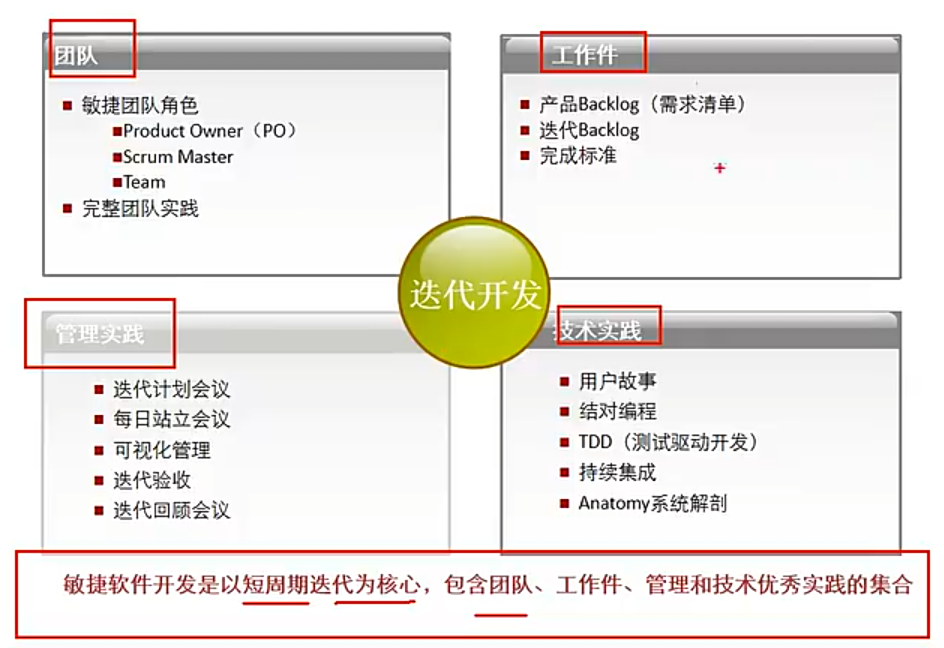 团队
敏捷团队角色
Product Owner（PO）
Scrum Master
Team
完整团队实践
工作件
产品Backlog（需求清单）
迭代Backlog
完成标准
迭代开发
管理实践
迭代计划会议
每日站立会议
可视化管理
迭代验收
迭代回顾会议
技术实践
用户故事
结对编程
TDD（测试驱动开发）
持续集成
Anatomy系统解剖
敏捷软件开发是以短周期迭代为核心，包含团队、工作件、管理和技术优秀实践的集合